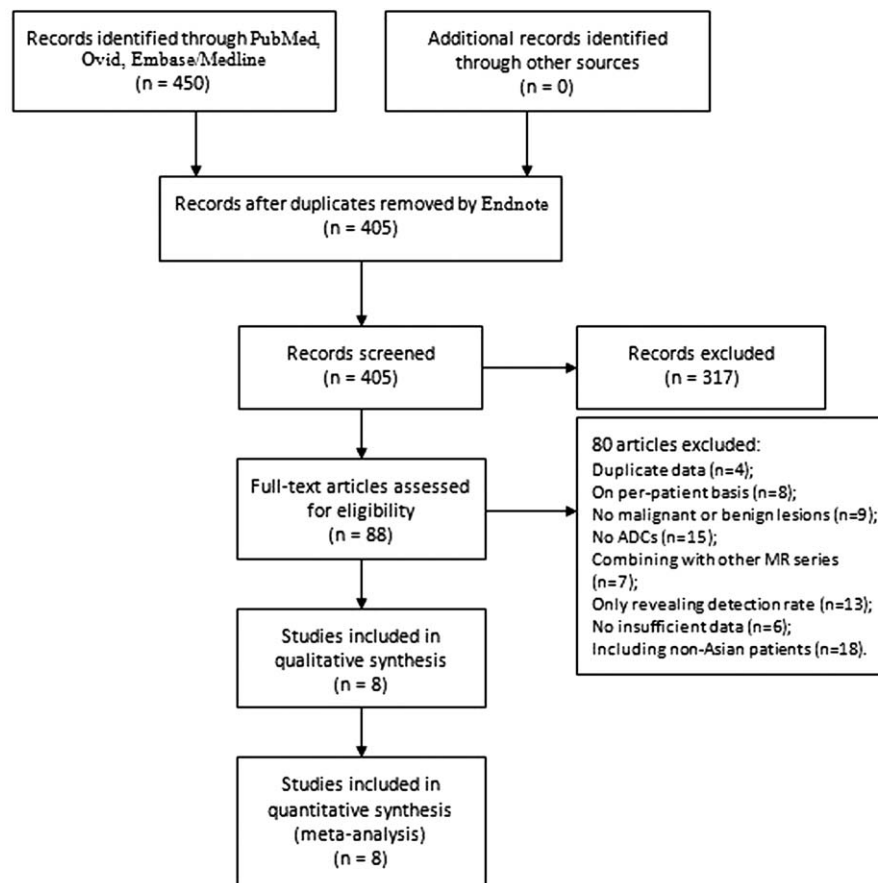 Records identified through PubMed,
Ovid, Embase/Medline
(n = 450)
Additional records identified
through other sources
(n = 0)
Records after duplicates removed by Endnote
(n = 405)
Records screened
(n = 405)
Records excluded
(n = 317)
Full-text articles assessed
for eligibility
(n = 88)
80 articles excluded:
Duplicate data (n=4);
On per-patient basis (n=8);
No malignant or benign lesions (n=9);
No ADCs (n=15);
Combining with other MR series
(n=7);
Only revealing detection rate (n=13);
No insufficient data (n=6);
Including non-Asian patients (n=18).
Studies included in
qualitative synthesis
(n = 8)
Studies included in
quantitative synthesis
(meta-analysis)
(n = 8)